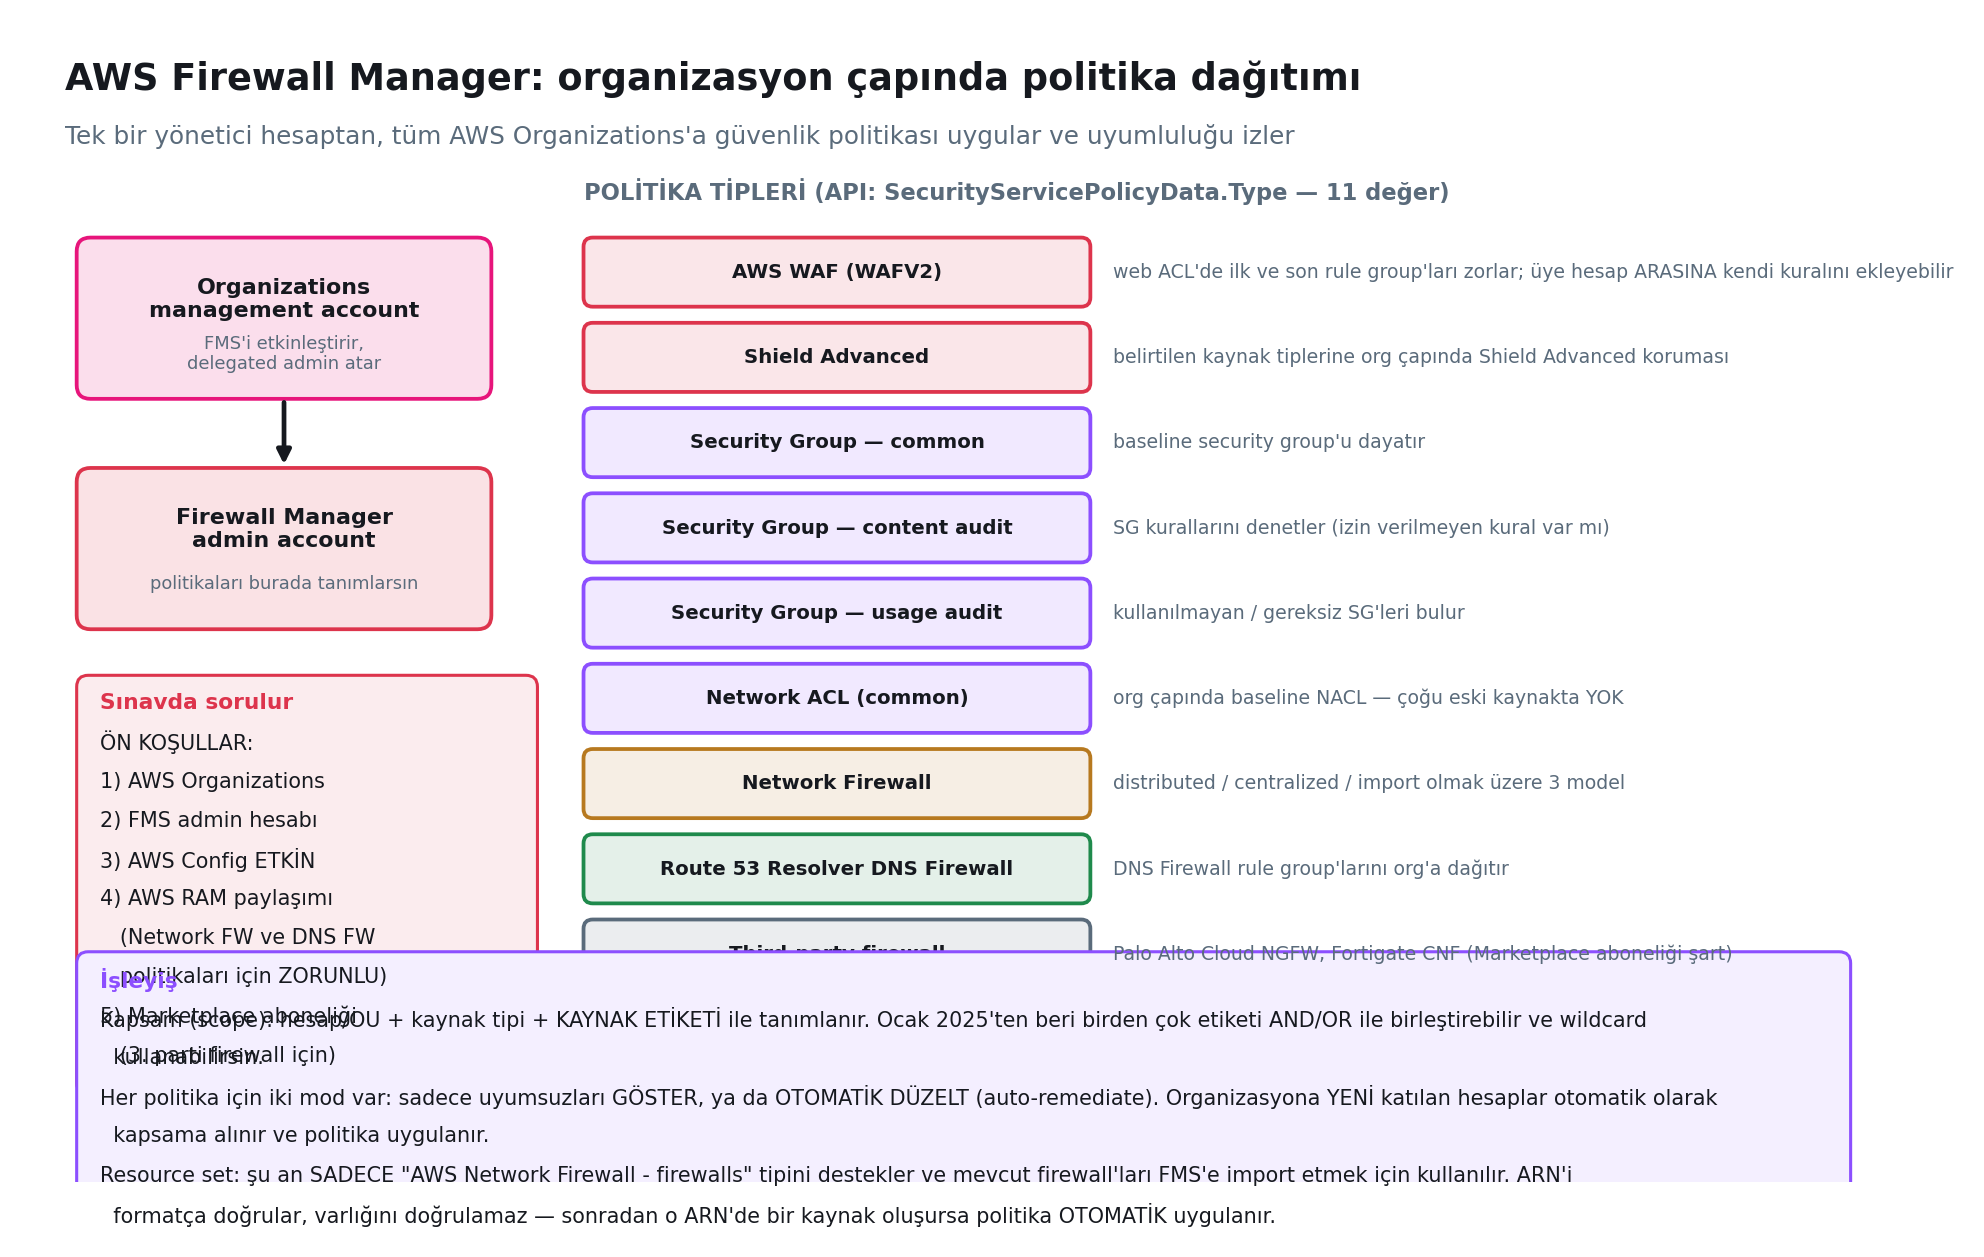 AWS Firewall Manager: organizasyon çapında politika dağıtımı
Tek bir yönetici hesaptan, tüm AWS Organizations'a güvenlik politikası uygular ve uyumluluğu izler
POLİTİKA TİPLERİ (API: SecurityServicePolicyData.Type — 11 değer)
Organizations
management account
FMS'i etkinleştirir,
delegated admin atar
Firewall Manager
admin account
politikaları burada tanımlarsın
AWS WAF (WAFV2)
web ACL'de ilk ve son rule group'ları zorlar; üye hesap ARASINA kendi kuralını ekleyebilir
Shield Advanced
belirtilen kaynak tiplerine org çapında Shield Advanced koruması
Security Group — common
baseline security group'u dayatır
Security Group — content audit
SG kurallarını denetler (izin verilmeyen kural var mı)
Security Group — usage audit
kullanılmayan / gereksiz SG'leri bulur
Network ACL (common)
org çapında baseline NACL — çoğu eski kaynakta YOK
Network Firewall
distributed / centralized / import olmak üzere 3 model
Route 53 Resolver DNS Firewall
DNS Firewall rule group'larını org'a dağıtır
Third-party firewall
Palo Alto Cloud NGFW, Fortigate CNF (Marketplace aboneliği şart)
Sınavda sorulur
ÖN KOŞULLAR:
1) AWS Organizations
2) FMS admin hesabı
3) AWS Config ETKİN
4) AWS RAM paylaşımı
(Network FW ve DNS FW
politikaları için ZORUNLU)
5) Marketplace aboneliği
(3. parti firewall için)
İşleyiş
Kapsam (scope): hesap/OU + kaynak tipi + KAYNAK ETİKETİ ile tanımlanır. Ocak 2025'ten beri birden çok etiketi AND/OR ile birleştirebilir ve wildcard
kullanabilirsin.
Her politika için iki mod var: sadece uyumsuzları GÖSTER, ya da OTOMATİK DÜZELT (auto-remediate). Organizasyona YENİ katılan hesaplar otomatik olarak
kapsama alınır ve politika uygulanır.
Resource set: şu an SADECE "AWS Network Firewall - firewalls" tipini destekler ve mevcut firewall'ları FMS'e import etmek için kullanılır. ARN'i
formatça doğrular, varlığını doğrulamaz — sonradan o ARN'de bir kaynak oluşursa politika OTOMATİK uygulanır.